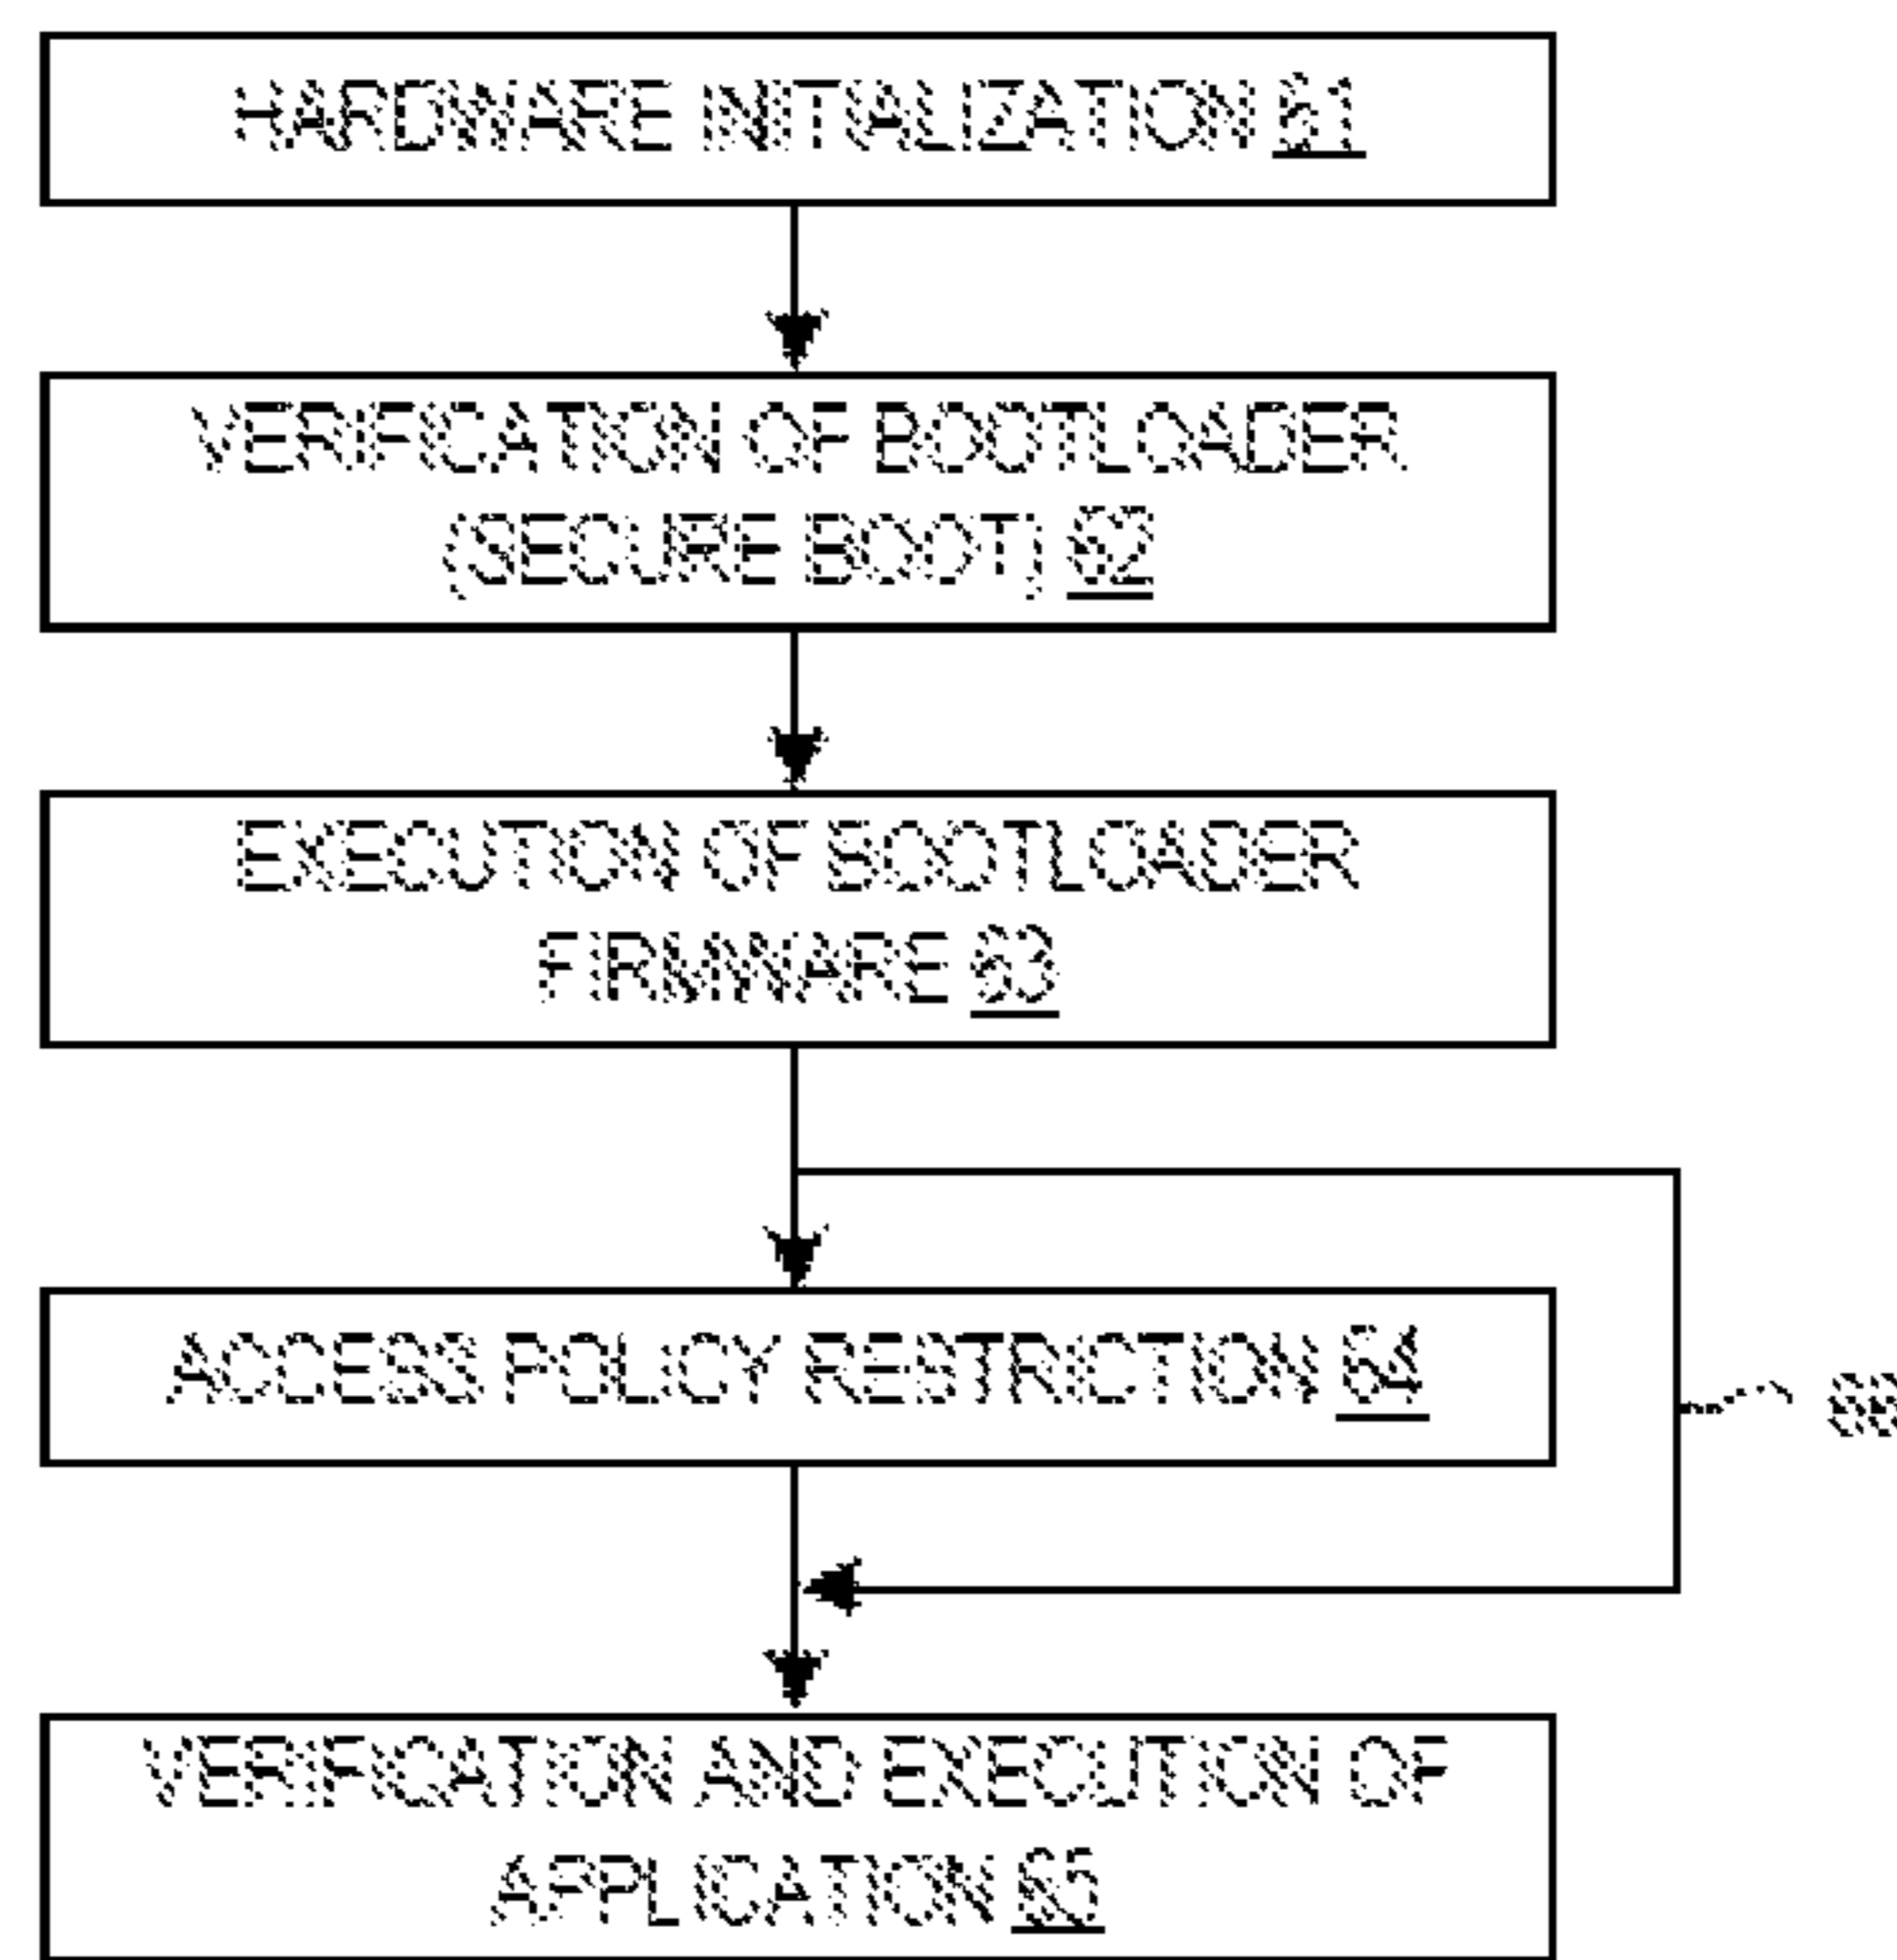 HARDWARE INITIALIZATION 61
VERIFICATION OF BOOTLOADER
(SECURE BOOT) 62
EXECUTION OF BOOTLOADER
FIRMWARE 63
ACCESS POLICY RESTRICTION 64
VERIFICATION AND EXECUTION OF
APPLICATION 65